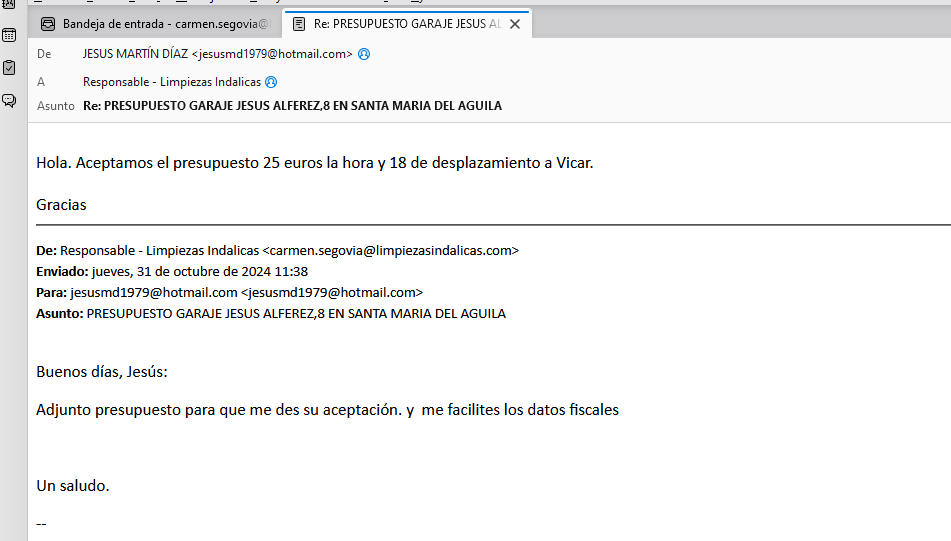 Bandeja de entrada - carmen.segovia@
Re: PRESUPUESTO GARAJE JESUS AL
De JESUS MARTÍN DÍAZ <jesusmd1979@hotmail.com>
A Responsable - Limpiezas Indalicas
Asunto Re: PRESUPUESTO GARAJE JESUS ALFEREZ,8 EN SANTA MARIA DEL AGUILA
Hola. Aceptamos el presupuesto 25 euros la hora y 18 de desplazamiento a Vicar.
Gracias
De: Responsable - Limpiezas Indalicas <carmen.segovia@limpiezasindalicas.com>
Enviado: jueves, 31 de octubre de 2024 11:38
Para: jesusmd1979@hotmail.com <jesusmd1979@hotmail.com>
Asunto: PRESUPUESTO GARAJE JESUS ALFEREZ,8 EN SANTA MARIA DEL AGUILA
Buenos días, Jesús:
Adjunto presupuesto para que me des su aceptación. y  me facilites los datos fiscales
Un saludo.
--